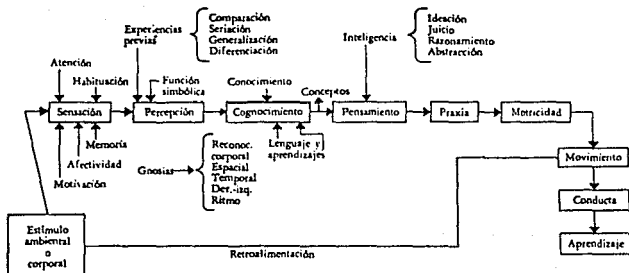 Experiencias
previas
Comparación
Seriación
Generalización
Diferenciación
Inteligencia
Ideación
Juicio
Razonamiento
Abstracción
Atención
Habituación
Función
simbólica
Conocimiento
Conceptos
Sensación
Percepción
Cognocimiento
Pensamiento
Praxia
Motricidad
Memoria
Afectividad
Motivación
Gnosias
Reconoc.
corporal
Espacial
Temporal
Der.-izq.
Ritmo
Lenguaje y
aprendizajes
Movimiento
Conducta
Aprendizaje
Estímulo
ambiental
o
corporal
Retroalimentación